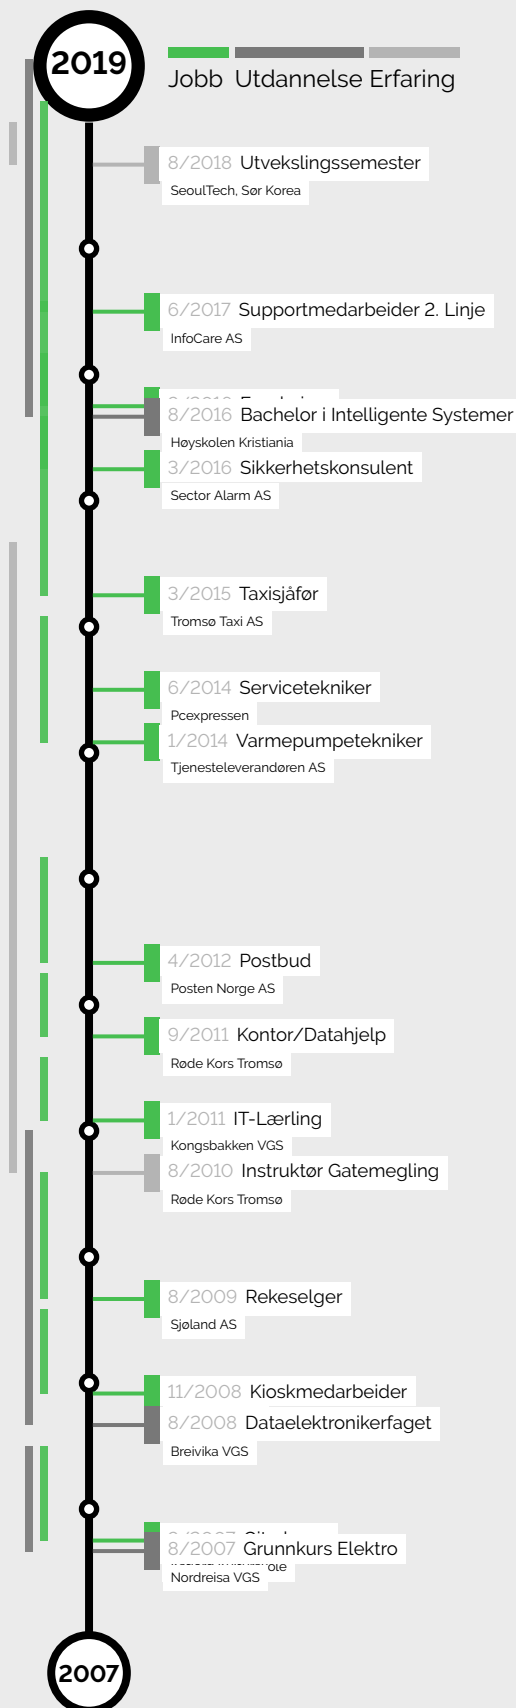 2019
Jobb Utdannelse Erfaring
8/2018 Utvekslingssemester
SeoulTech, Sør Korea
6/2017 Supportmedarbeider 2. Linje
InfoCare AS
8/2016 Bachelor i Intelligente Systemer
Høyskolen Kristiania
3/2016 Sikkerhetskonsulent
Sector Alarm AS
3/2015 Taxisjåfør
Tromsø Taxi AS
6/2014 Servicetekniker
Pcexpressen
1/2014 Varmepumpetekniker
Tjenesteleverandøren AS
4/2012 Postbud
Posten Norge AS
9/2011 Kontor/Datahjelp
Røde Kors Tromsø
1/2011 IT-Læring
Kongsbakken VGS
8/2010 Instruktør Gatemegling
Røde Kors Tromsø
8/2009 Rekeselger
Sjøland AS
11/2008 Kioskmedarbeider
8/2008 Dataelektronikerfaget
Breivika VGS
8/2007 Grunnkurs Elektro
Nordreisa VGS
2007